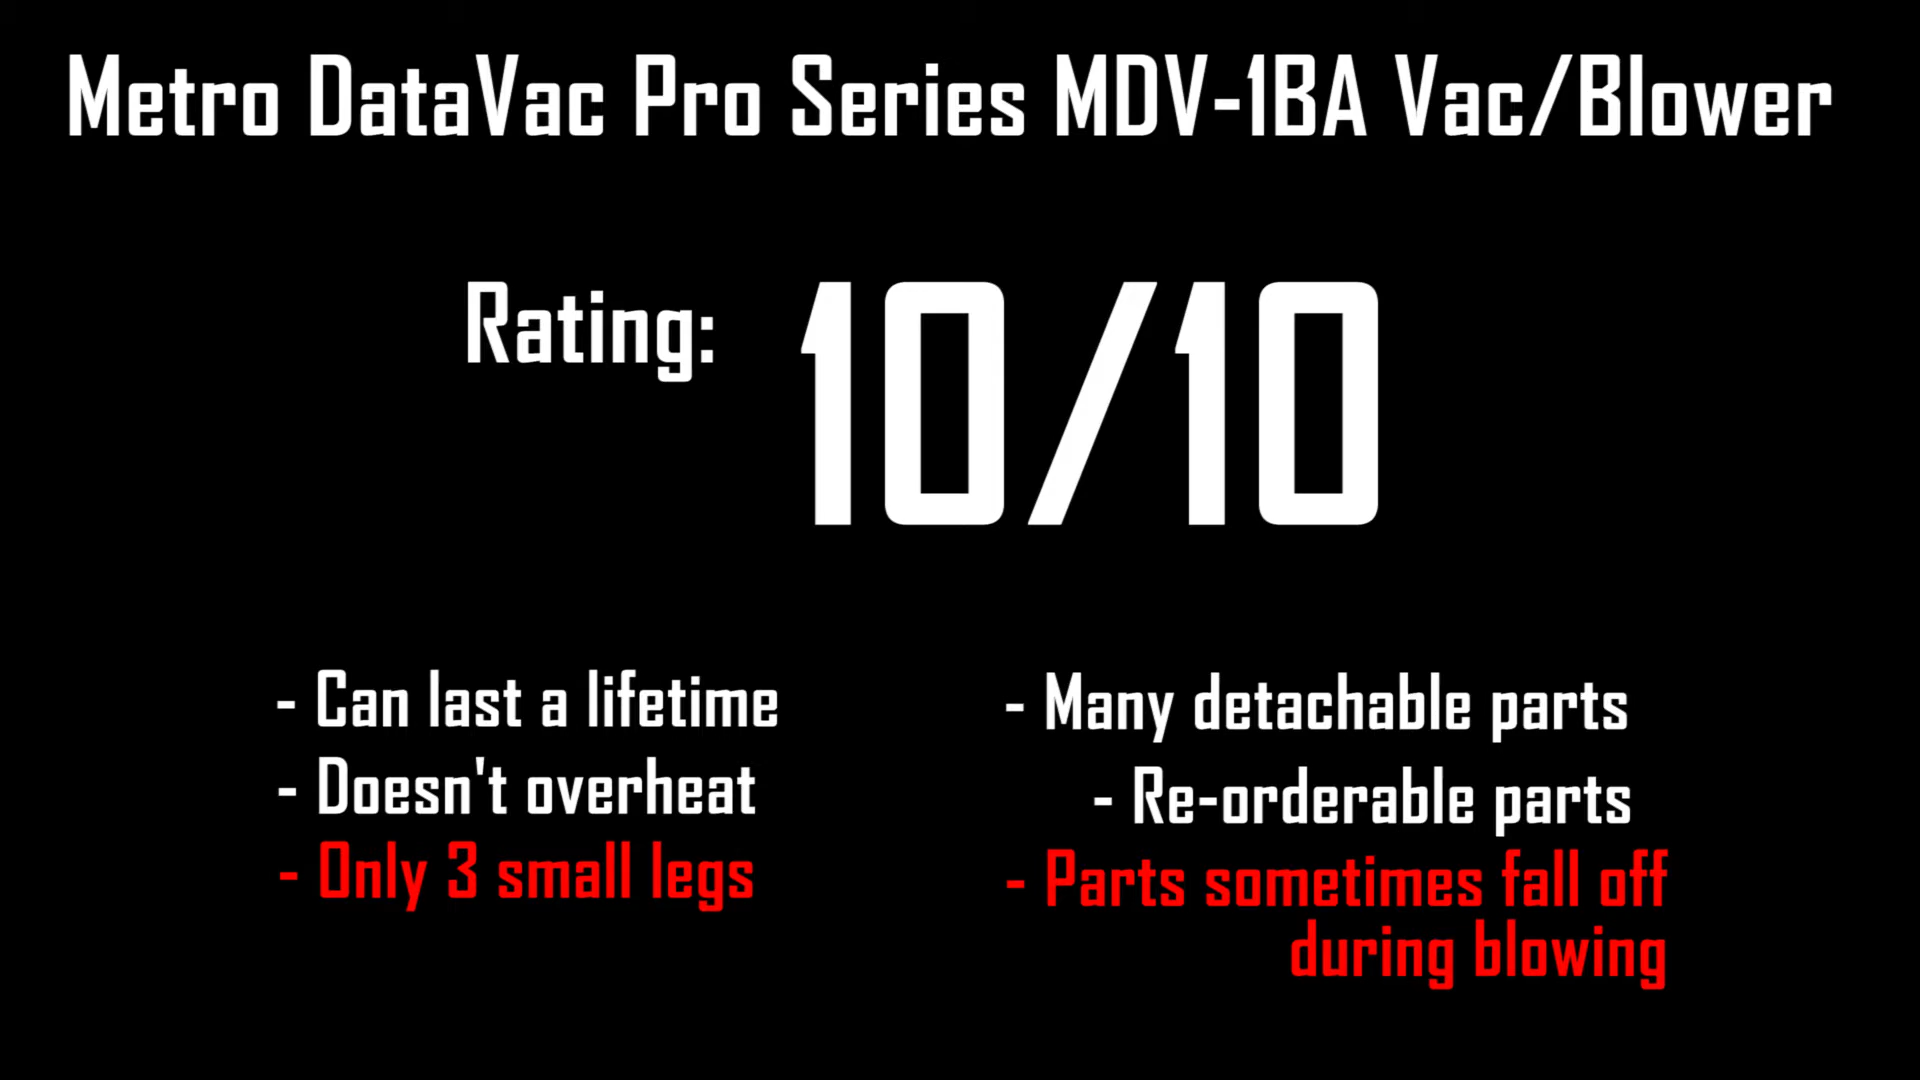 Metro DataVac Pro Series MDV-1BA Vac/Blower
Rating: 10/10
- Can last a lifetime
- Doesn't overheat
- Only 3 small legs
- Many detachable parts
- Re-orderable parts
- Parts sometimes fall off
during blowing